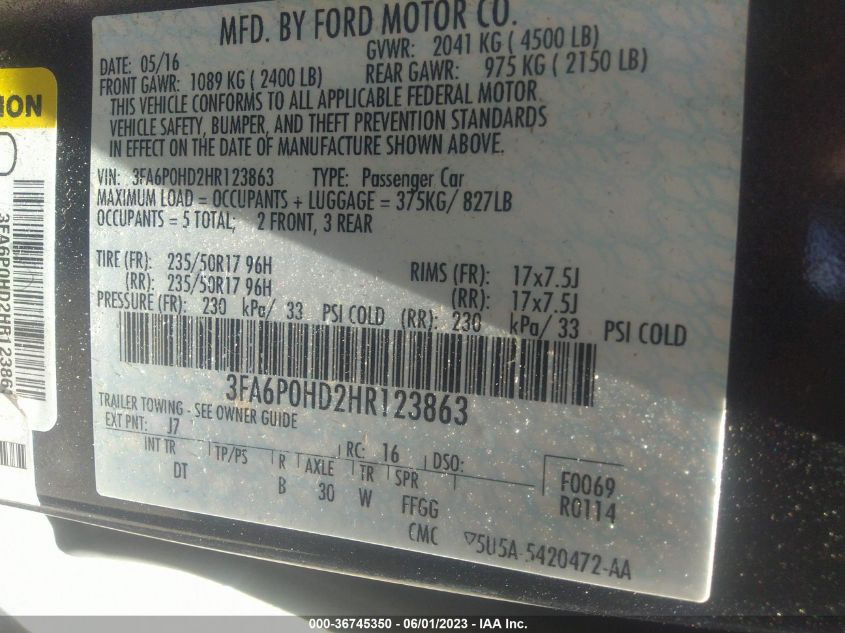 MFD. BY FORD MOTOR CO.
DATE: 05/16 GVWR: 2041 KG ( 4500 LB)
FRONT GAWR: 1089 KG ( 2400 LB) REAR GAWR: 975 KG ( 2150 LB)
THIS VEHICLE CONFORMS TO ALL APPLICABLE FEDERAL MOTOR
VEHICLE SAFETY, BUMPER, AND THEFT PREVENTION STANDARDS
IN EFFECT ON THE DATE OF MANUFACTURE SHOWN ABOVE.
VIN: 3FA6P0HD2HR123863 TYPE: Passenger Car
MAXIMUM LOAD = OCCUPANTS + LUGGAGE = 375KG/ 827LB
OCCUPANTS = 5 TOTAL; 2 FRONT, 3 REAR
TIRE (FR): 235/50R17 96H RIMS (FR): 17x7.5J
(RR): 235/50R17 96H (RR): 17x7.5J
PRESSURE (FR): 230 kPa/ 33 PSI COLD (RR): 230 kPa/ 33 PSI COLD
3FA6P0HD2HR123863
TRAILER TOWING - SEE OWNER GUIDE
EXT PNT: J7 RC: 16 DSO:
INT TR TP/PS R AXLE TR SPR
DT B 30 W FFGG
CMC
F0069
R0114
5U5A-5420472-AA
ION
3FA6P0HD2HR12386
000-36745350 - 06/01/2023 - IAA Inc.